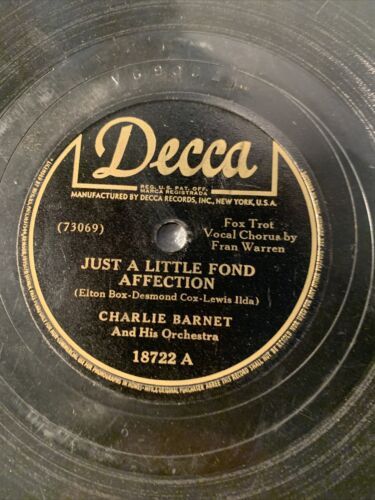 Decca
REG. U.S. PAT. OFF.
MARCA REGISTRADA
MANUFACTURED BY DECCA RECORDS, INC., NEW YORK, U.S.A.
(73069)
Fox Trot
Vocal Chorus by
Fran Warren
JUST A LITTLE FOND
AFFECTION
(Elton Box-Desmond Cox-Lewis Ilda)
CHARLIE BARNET
And His Orchestra
18722 A